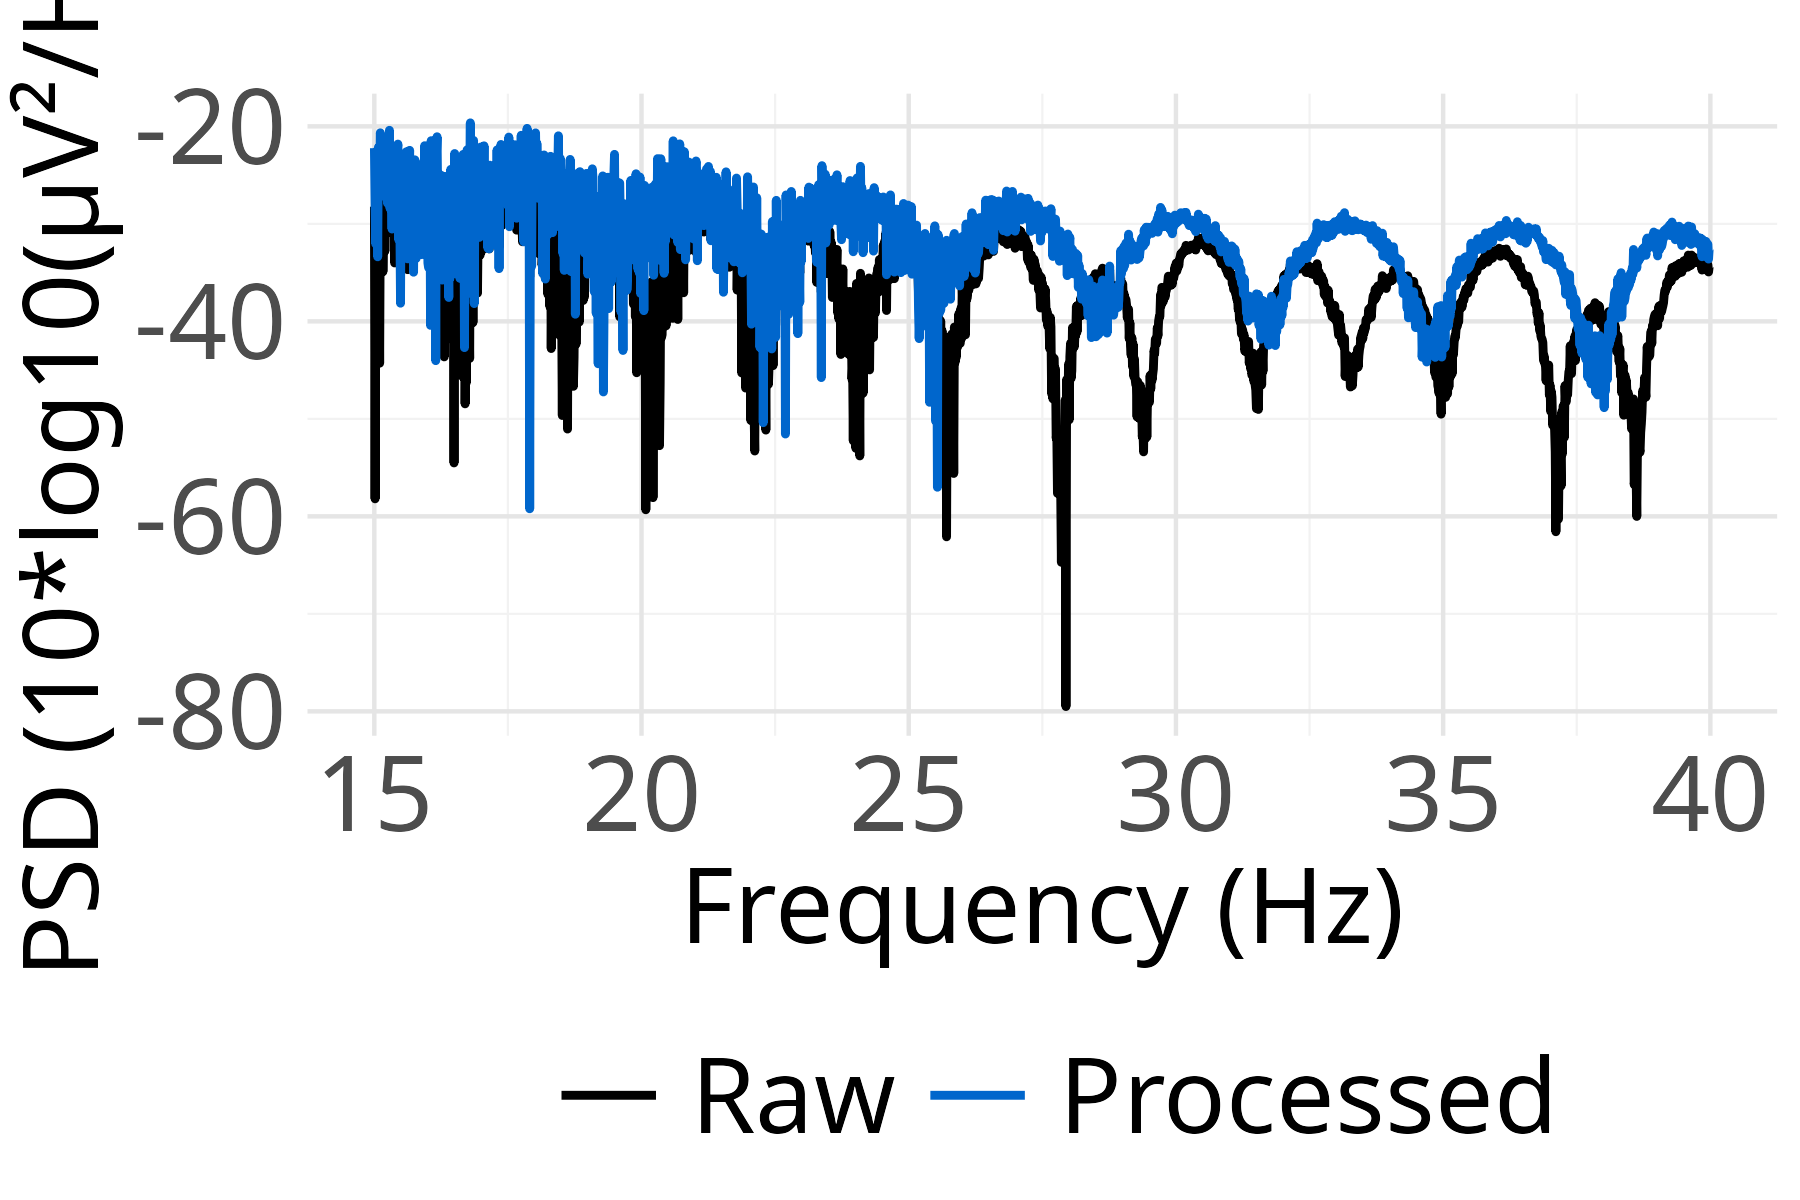 PSD (10*log10(μV²/H
-20
-40
-60
-80
15 20 25 30 35 40
Frequency (Hz)
Raw Processed